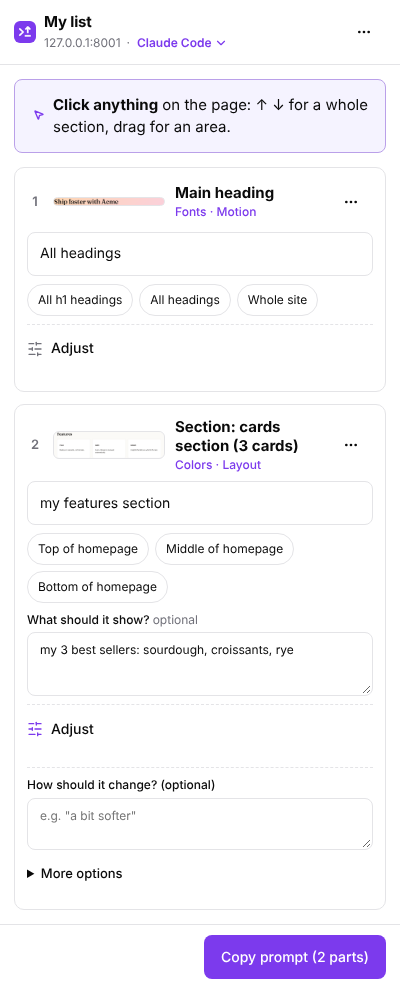 My list
127.0.0.1:8001 · Claude Code
Click anything on the page: ↑ ↓ for a whole
section, drag for an area.
1
Ship faster with Acme
Main heading
Fonts · Motion
All headings
All h1 headings
All headings
Whole site
Adjust
2
Features
Section: cards
section (3 cards)
Colors · Layout
my features section
Top of homepage
Middle of homepage
Bottom of homepage
What should it show? optional
my 3 best sellers: sourdough, croissants, rye
Adjust
How should it change? (optional)
e.g. "a bit softer"
More options
Copy prompt (2 parts)